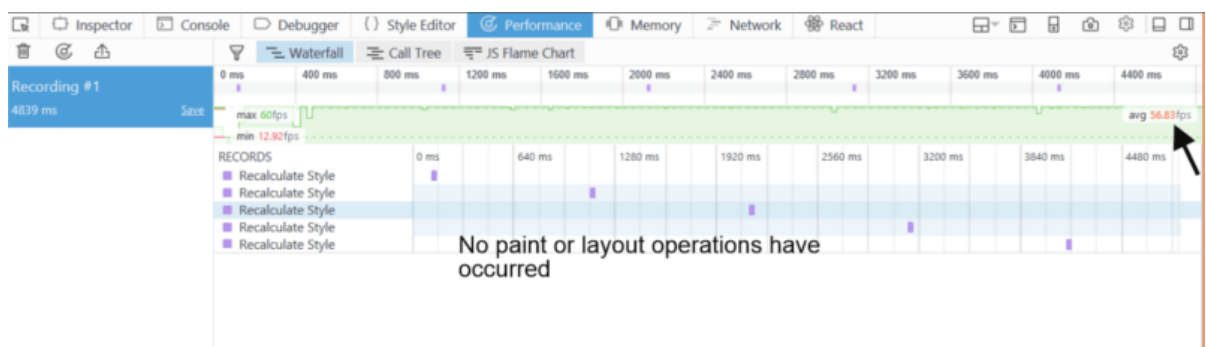 Inspector Console Debugger {} Style Editor Performance Memory Network React
Waterfall Call Tree JS Flame Chart
Recording #1
4839 ms Save
0 ms 400 ms 800 ms 1200 ms 1600 ms 2000 ms 2400 ms 2800 ms 3200 ms 3600 ms 4000 ms 4400 ms
max 60fps avg 56.83fps
min 12.92fps
RECORDS 0 ms 640 ms 1280 ms 1920 ms 2560 ms 3200 ms 3840 ms 4480 ms
Recalculate Style
Recalculate Style
Recalculate Style
Recalculate Style
Recalculate Style
No paint or layout operations have
occurred